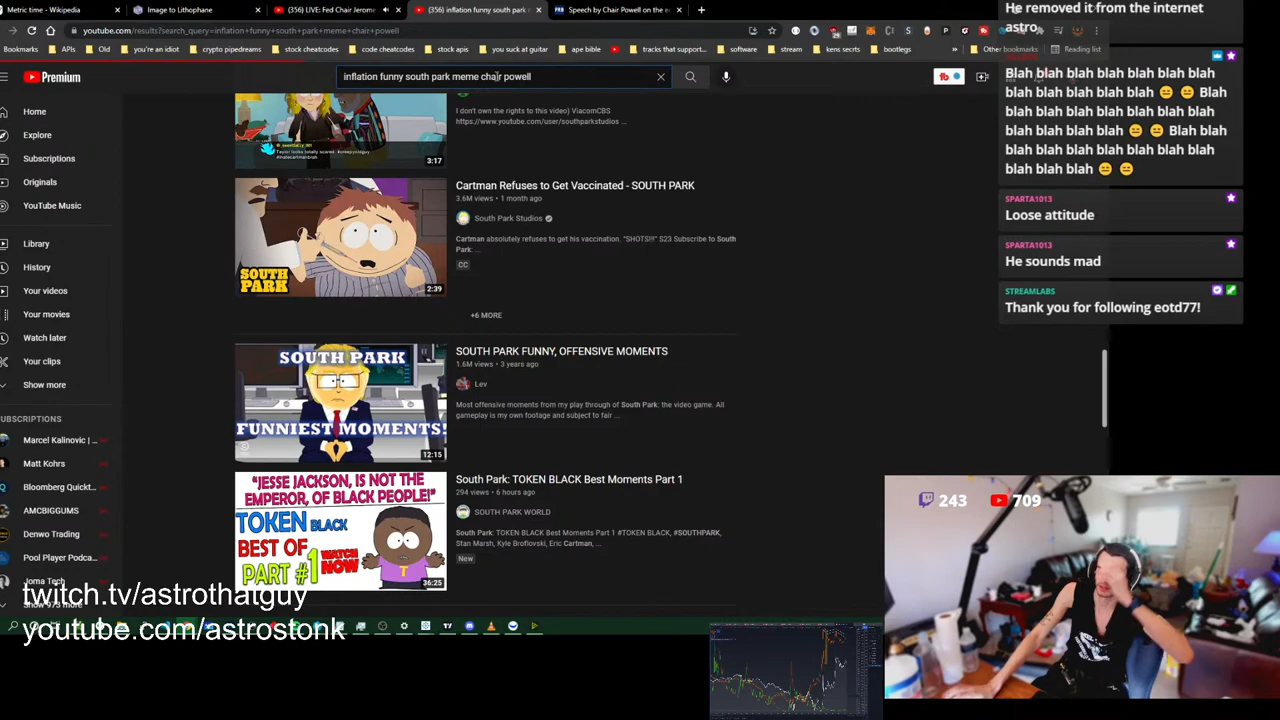 Metric time - Wikipedia
Image to Lithophane
(356) LIVE: Fed Chair Jerome
(356) inflation funny south park
Speech by Chair Powell on the e
youtube.com/results?search_query=inflation+funny+south+park+meme+chair+powell
Bookmarks
APIs
Old
you're an idiot
crypto pipedreams
stock cheatcodes
coolstock
stock apis
you suck at guitar
ape bible
tracks that support...
software
stream
kens secrts
bootlegs
Other bookmarks
Reading list
Premium
inflation funny south park meme chair powell
Home
Explore
Subscriptions
Originals
YouTube Music
Library
History
Your videos
Your movies
Watch later
Your clips
Show more
SUBSCRIPTIONS
Marcel Kalinovic | ...
Matt Kohrs
Bloomberg Quickt...
AMCBIGGUMS
Denwo Trading
Pool Player Podca...
Joma Tech
I don't own the rights to this video) ViacomCBS
https://www.youtube.com/user/southparkstudios ...
3:17
Cartman Refuses to Get Vaccinated - SOUTH PARK
3.6M views • 1 month ago
South Park Studios
Cartman absolutely refuses to get his vaccination. "SHOTS!!!" S23 Subscribe to South
Park: ...
CC
SOUTH
PARK
2:39
+6 MORE
SOUTH PARK
FUNNIEST MOMENTS!
12:15
SOUTH PARK FUNNY, OFFENSIVE MOMENTS
1.6M views • 3 years ago
Lev
Most offensive moments from my play through of South Park: the video game. All
gameplay is my own footage and subject to fair ...
"JESSE JACKSON, IS NOT THE
EMPEROR, OF BLACK PEOPLE!"
TOKEN BLACK
BEST OF
PART #1
WATCH
NOW
T
36:25
South Park: TOKEN BLACK Best Moments Part 1
294 views • 6 hours ago
SOUTH PARK WORLD
South Park: TOKEN BLACK Best Moments Part 1 #TOKEN BLACK, #SOUTHPARK,
Stan Marsh, Kyle Broflovski, Eric Cartman, ...
New
He removed it from the internet
astro
Blah blah blah blah blah blah blah
blah blah blah blah blah 😑 😑 Blah
blah blah blah blah blah blah blah
blah blah blah blah 😑 😑 Blah blah
blah blah blah blah blah blah blah
blah blah blah 😑 😑
SPARTA1013
Loose attitude
SPARTA1013
He sounds mad
STREAMLABS
Thank you for following eotd77!
243
709
twitch.tv/astrothatguy
youtube.com/astrostonk